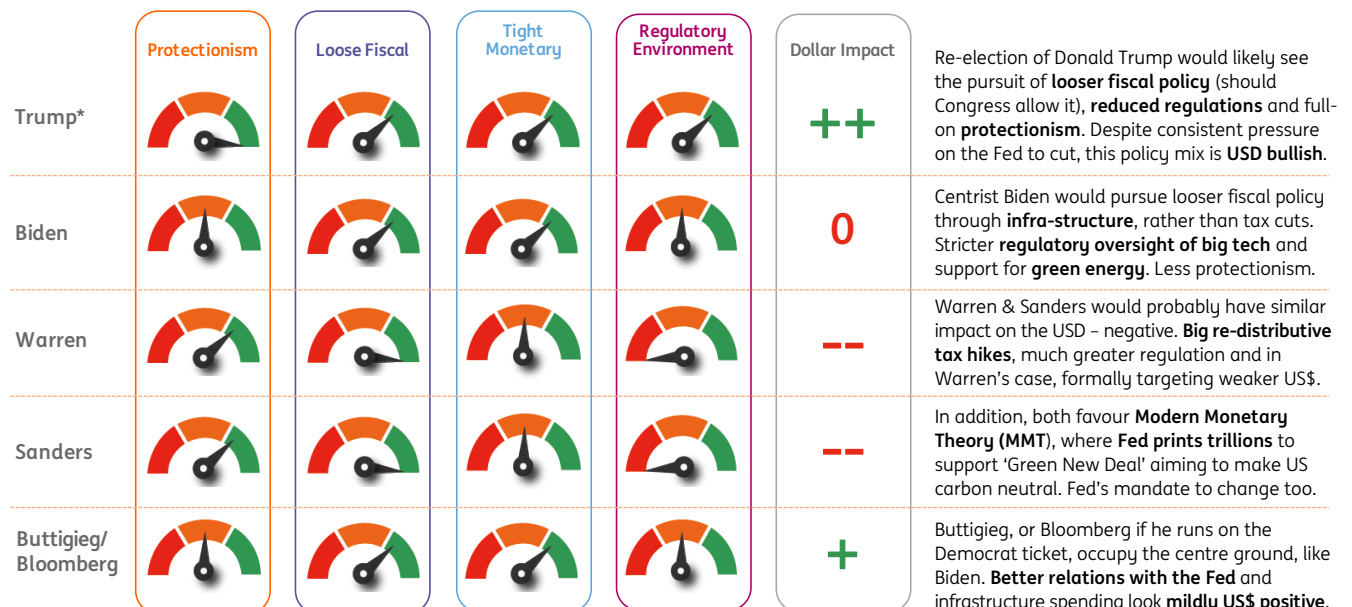 Protectionism
Loose Fiscal
Tight
Monetary
Regulatory
Environment
Dollar Impact
Trump*
++
Re-election of Donald Trump would likely see
the pursuit of looser fiscal policy (should
Congress allow it), reduced regulations and full-
on protectionism. Despite consistent pressure
on the Fed to cut, this policy mix is USD bullish.
Biden
0
Centrist Biden would pursue looser fiscal policy
through infra-structure, rather than tax cuts.
Stricter regulatory oversight of big tech and
support for green energy. Less protectionism.
Warren
--
Warren & Sanders would probably have similar
impact on the USD – negative. Big re-distributive
tax hikes, much greater regulation and in
Warren's case, formally targeting weaker US$.
Sanders
--
In addition, both favour Modern Monetary
Theory (MMT), where Fed prints trillions to
support 'Green New Deal' aiming to make US
carbon neutral. Fed's mandate to change too.
Buttigieg/
Bloomberg
+
Buttigieg, or Bloomberg if he runs on the
Democrat ticket, occupy the centre ground, like
Biden. Better relations with the Fed and
infrastructure spending look mildly US$ positive.